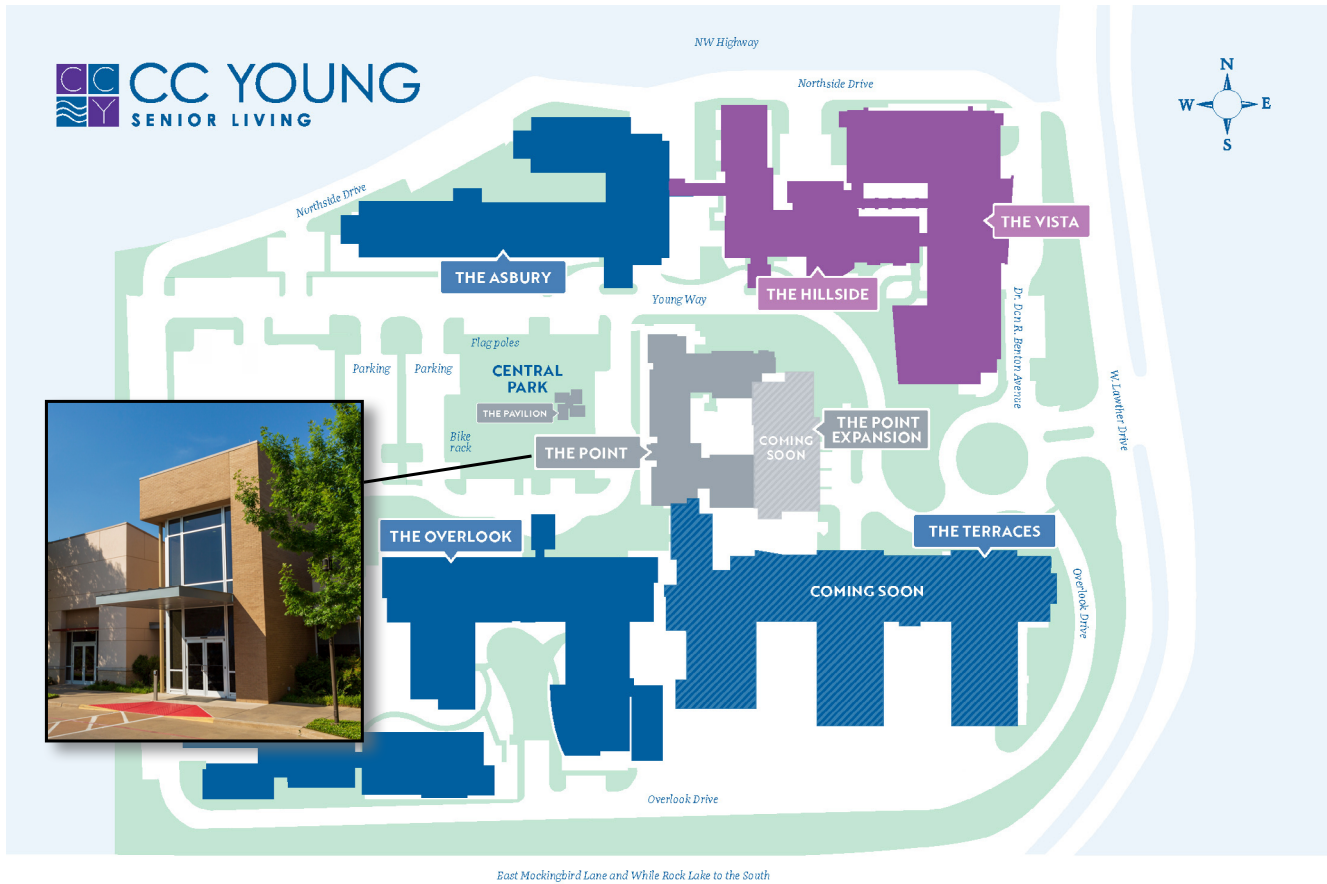 NW Highway
CCY
CC YOUNG
SENIOR LIVING
Northside Drive
N
W E
S
Northside Drive
THE VISTA
THE ASBURY
THE HILLSIDE
Young Way
Dr. Don R. Benton Avenue
Flag poles
Parking
Parking
CENTRAL
PARK
THE PAVILION
W. Lawther Drive
THE POINT
EXPANSION
COMING
SOON
Bike
rack
THE POINT
THE OVERLOOK
THE TERRACES
COMING SOON
Overlook Drive
Overlook Drive
East Mockingbird Lane and While Rock Lake to the South